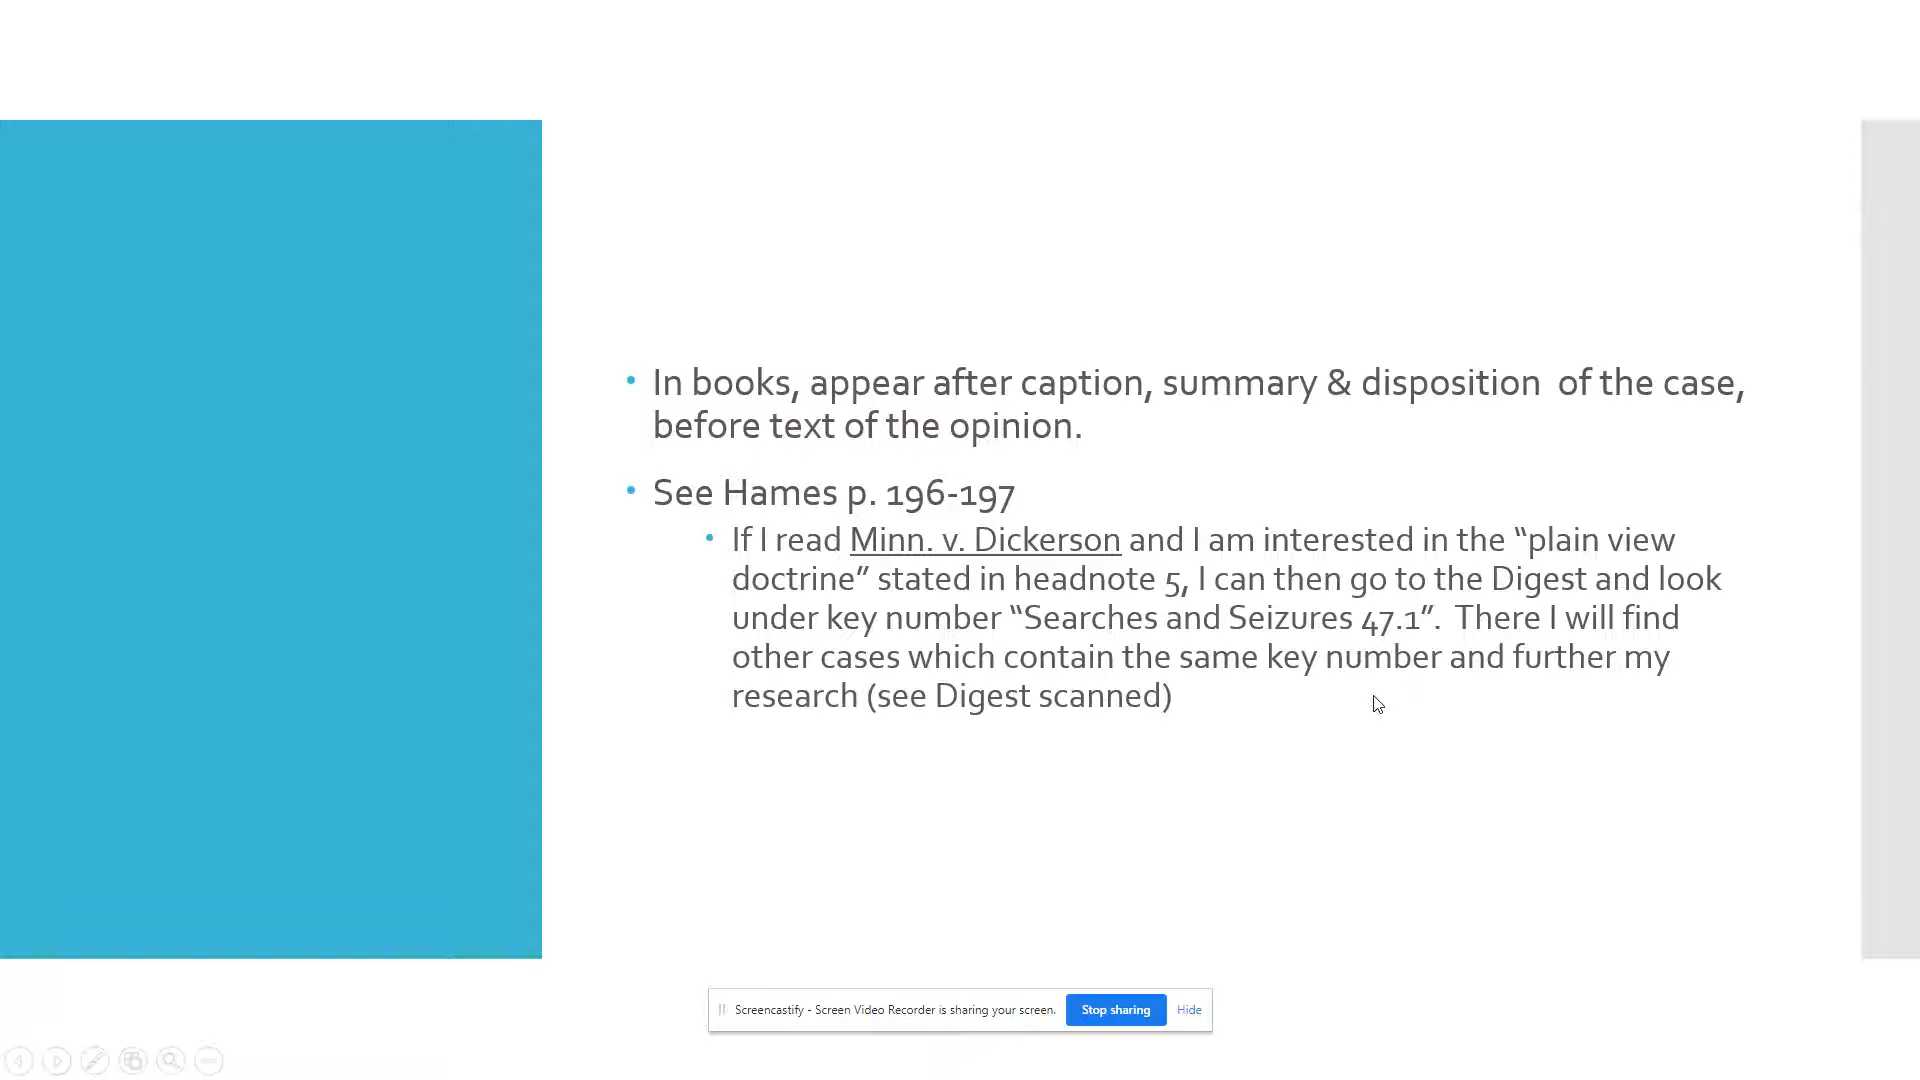 In books, appear after caption, summary & disposition of the case,
before text of the opinion.
See Hames p. 196-197
If I read Minn. v. Dickerson and I am interested in the “plain view
doctrine” stated in headnote 5, I can then go to the Digest and look
under key number “Searches and Seizures 47.1”. There I will find
other cases which contain the same key number and further my
research (see Digest scanned)
Screencastify - Screen Video Recorder is sharing your screen. Stop sharing Hide